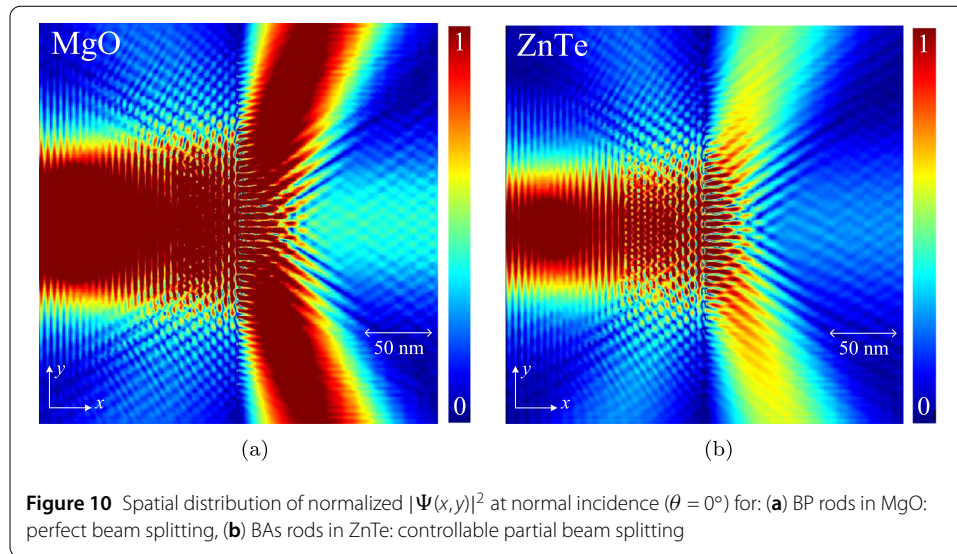 MgO
1
50 nm
y
x
0
(a)
ZnTe
1
50 nm
y
x
0
(b)
Figure 10 Spatial distribution of normalized |Ψ(x, y)|² at normal incidence (θ = 0°) for: (a) BP rods in MgO:
perfect beam splitting, (b) BAs rods in ZnTe: controllable partial beam splitting